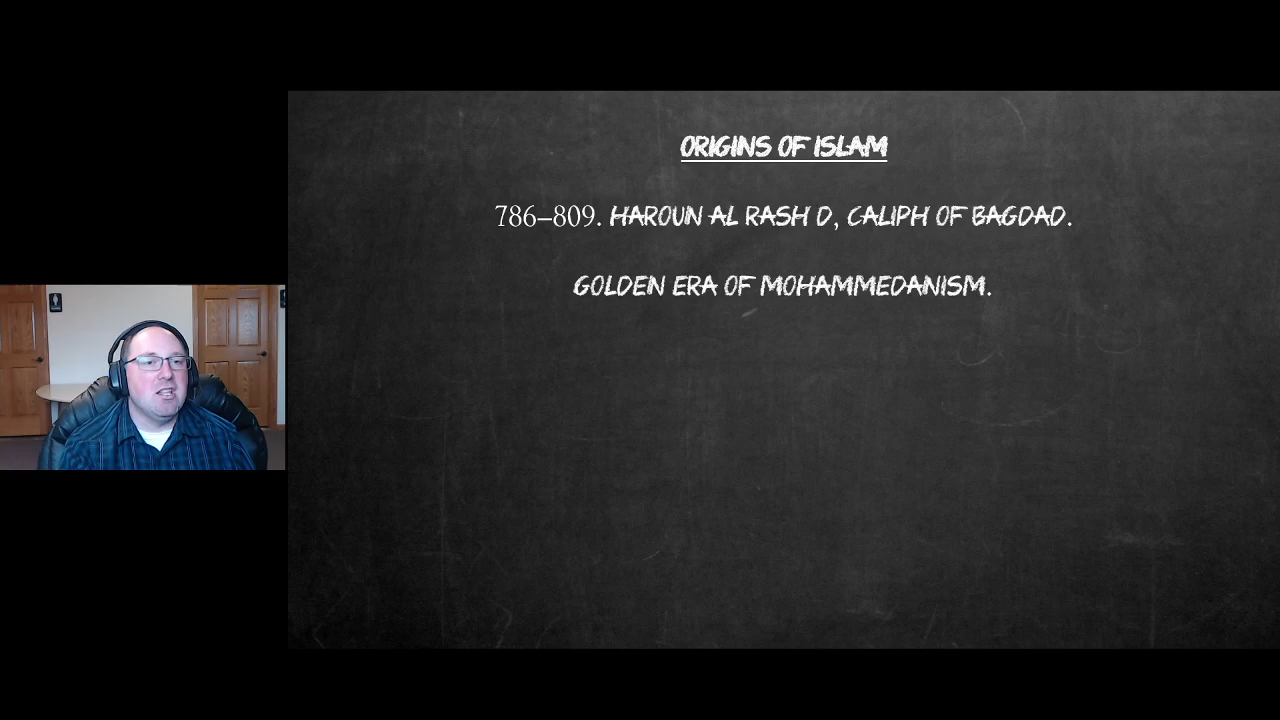 ORIGINS OF ISLAM
786–809. HAROUN AL RASH D, CALIPH OF BAGDAD.
GOLDEN ERA OF MOHAMMEDANISM.